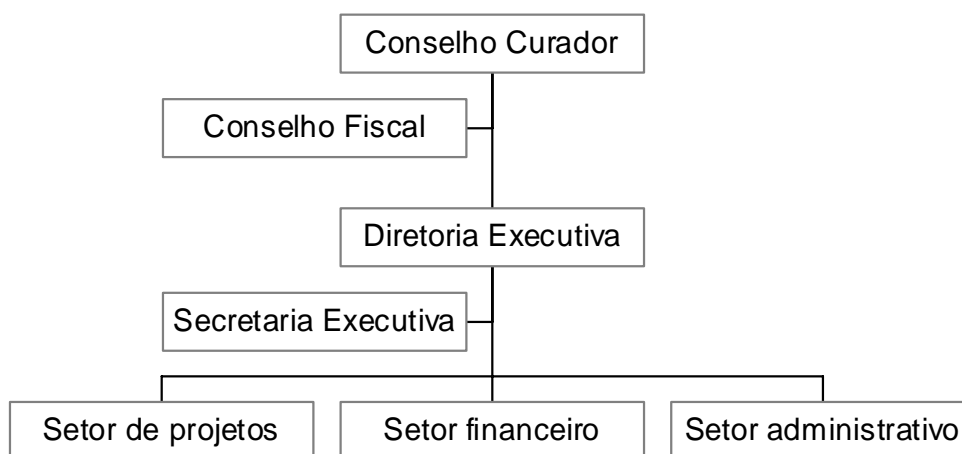 Conselho Curador
Conselho Fiscal
Diretoria Executiva
Secretaria Executiva
Setor de projetos
Setor financeiro
Setor administrativo